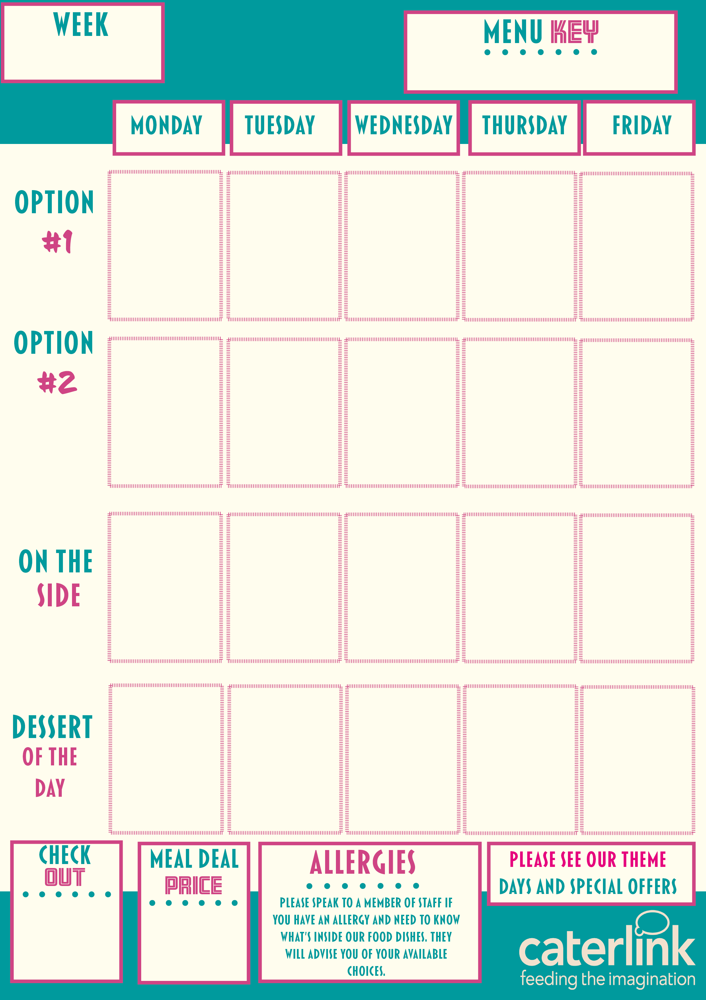 WEEK
MENU KEY
MONDAY TUESDAY WEDNESDAY THURSDAY FRIDAY
OPTION
#1
OPTION
#2
ON THE
SIDE
DESSERT
OF THE
DAY
CHECK
OUT
MEAL DEAL
PRICE
ALLERGIES
PLEASE SPEAK TO A MEMBER OF STAFF IF
YOU HAVE AN ALLERGY AND NEED TO KNOW
WHAT'S INSIDE OUR FOOD DISHES. THEY
WILL ADVISE YOU OF YOUR AVAILABLE
CHOICES.
PLEASE SEE OUR THEME
DAYS AND SPECIAL OFFERS
caterlink
feeding the imagination